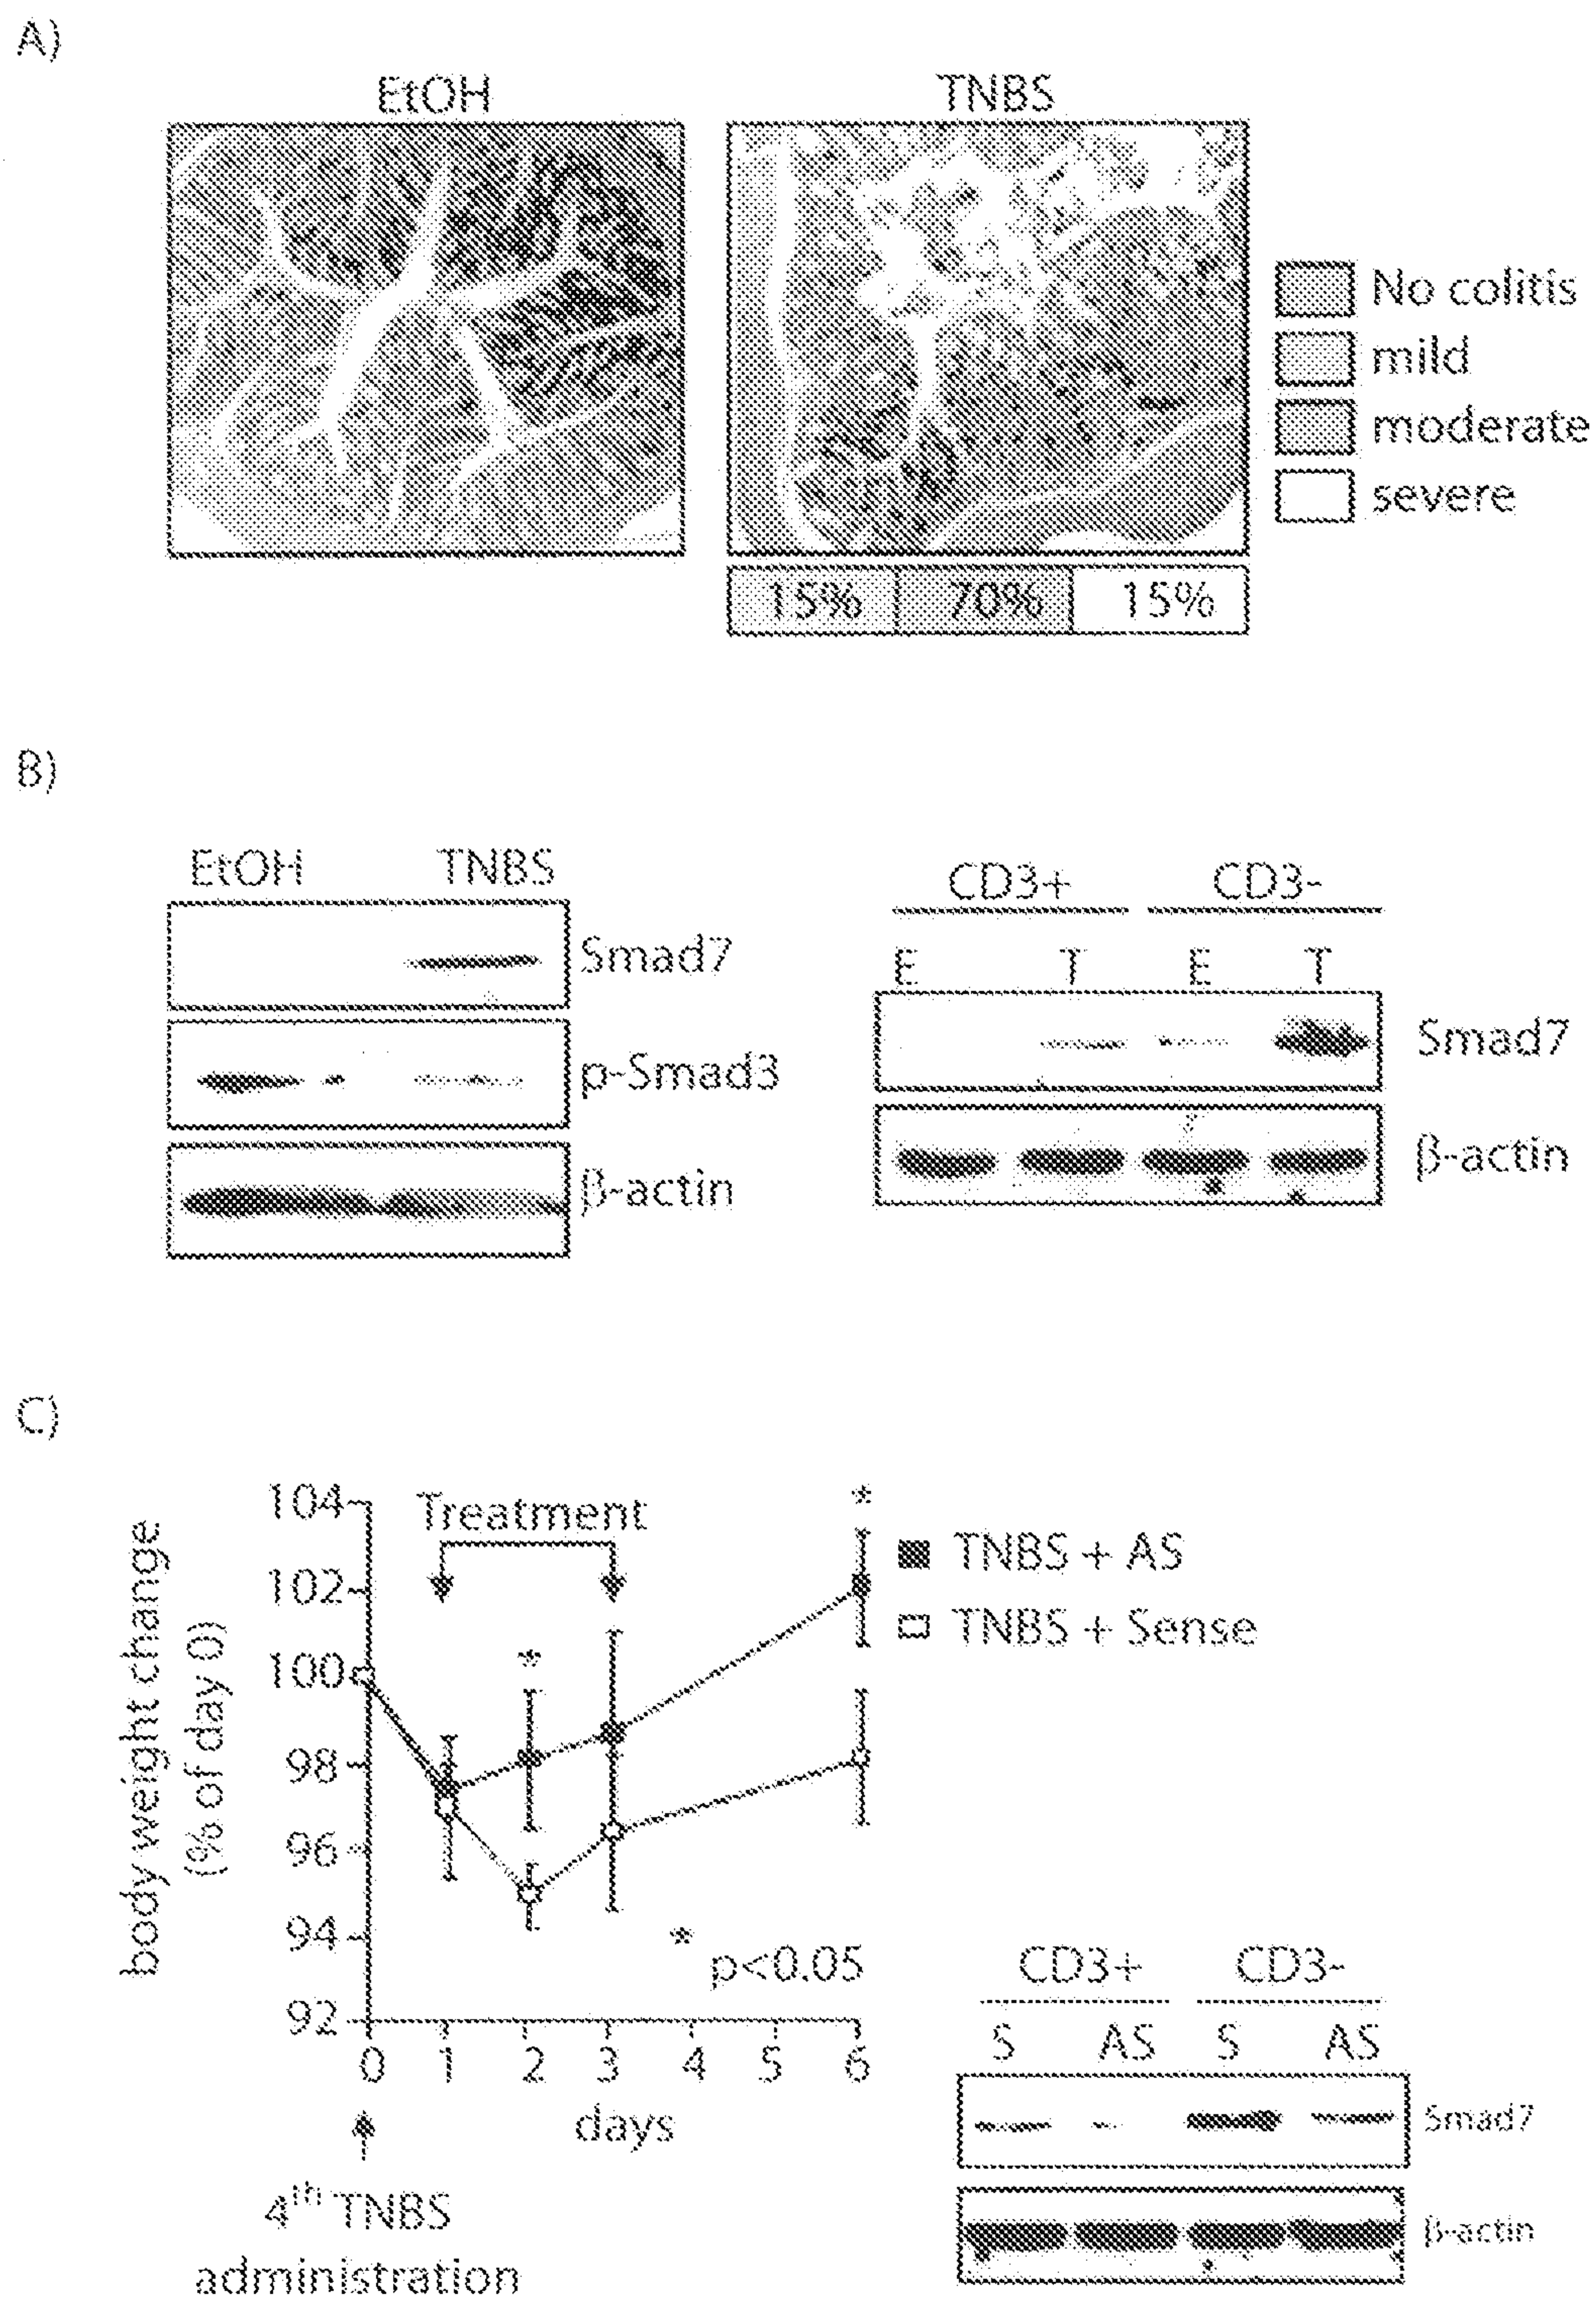 A)
EtOH
TNBS
No colitis
mild
moderate
severe
15% 70% 15%
B)
EtOH TNBS
Smad7
p-Smad3
β-actin
CD3+ CD3-
E T E T
Smad7
β-actin
C)
body weight change
(% of day 0)
104
102
100
98
96
94
92
Treatment
*
*
TNBS + AS
TNBS + Sense
* p<0.05
0 1 2 3 4 5 6
days
4th TNBS
administration
CD3+ CD3-
S AS S AS
Smad7
β-actin